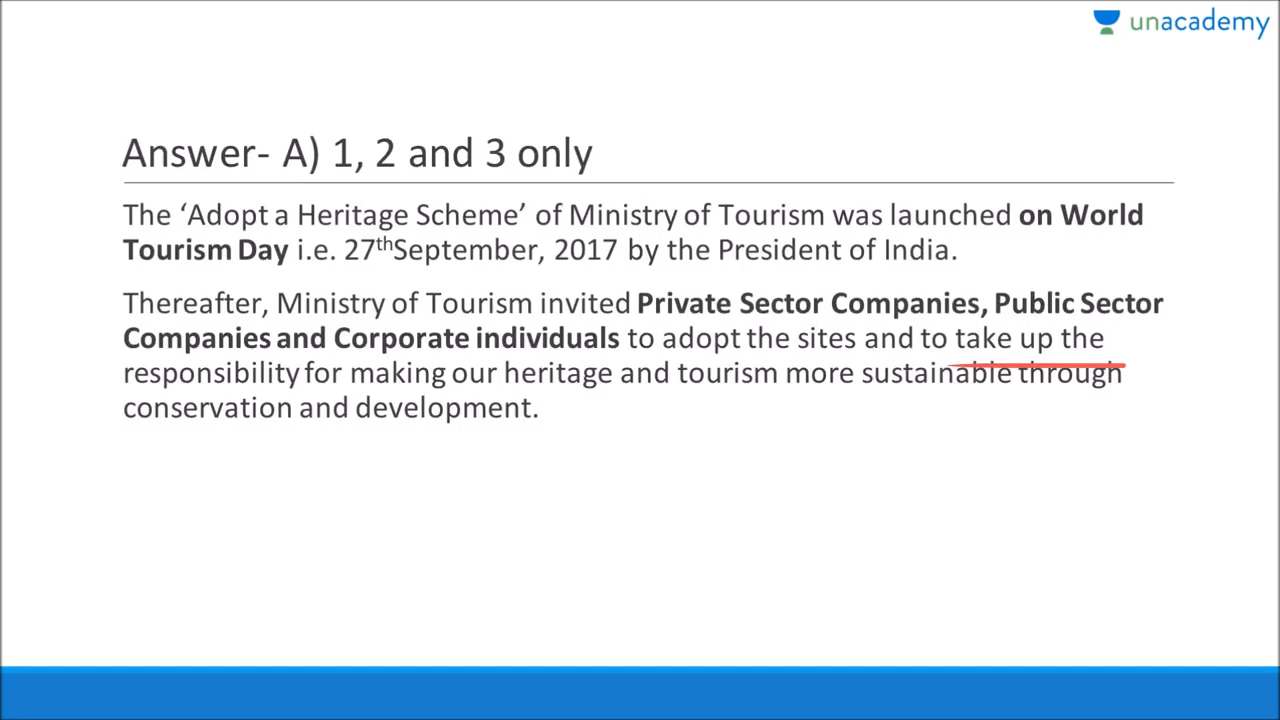 unacademy
Answer- A) 1, 2 and 3 only
The ‘Adopt a Heritage Scheme’ of Ministry of Tourism was launched on World
Tourism Day i.e. 27thSeptember, 2017 by the President of India.
Thereafter, Ministry of Tourism invited Private Sector Companies, Public Sector
Companies and Corporate individuals to adopt the sites and to take up the
responsibility for making our heritage and tourism more sustainable through
conservation and development.